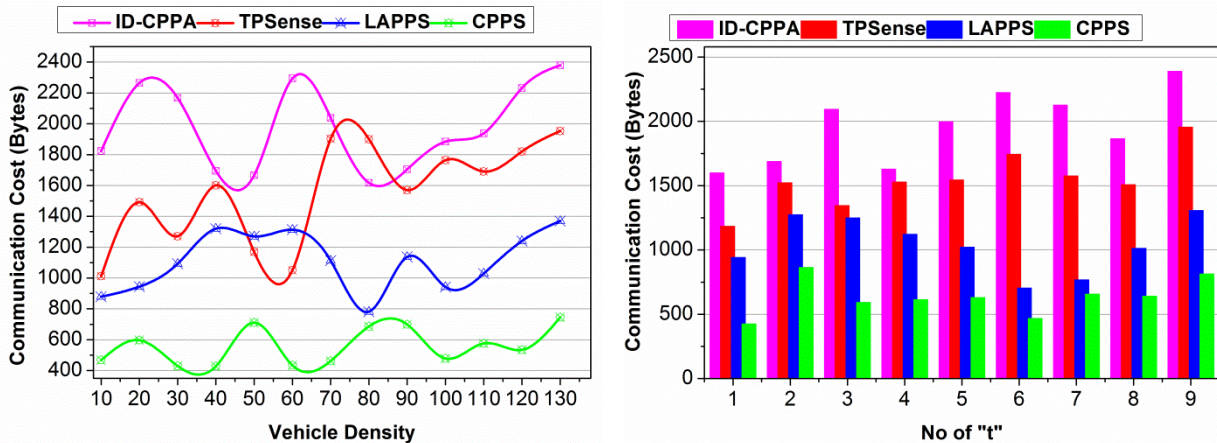 ID-CPPA TPSense LAPPS CPPS
Communication Cost (Bytes)
2400
2200
2000
1800
1600
1400
1200
1000
800
600
400
10 20 30 40 50 60 70 80 90 100 110 120 130
Vehicle Density
ID-CPPA TPSense LAPPS CPPS
Communication Cost (Bytes)
2500
2000
1500
1000
500
0
1 2 3 4 5 6 7 8 9
No of "t"